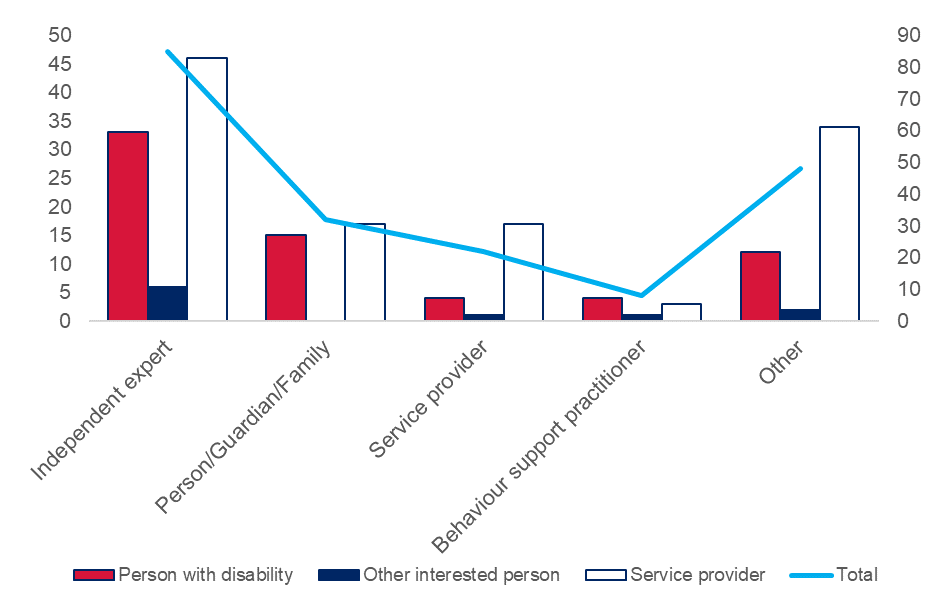 50
45
40
35
30
25
20
15
10
5
0
90
80
70
60
50
40
30
20
10
0
Independent expert
Person/Guardian/Family
Service provider
Behaviour support practitioner
Other
Person with disability
Other interested person
Service provider
Total